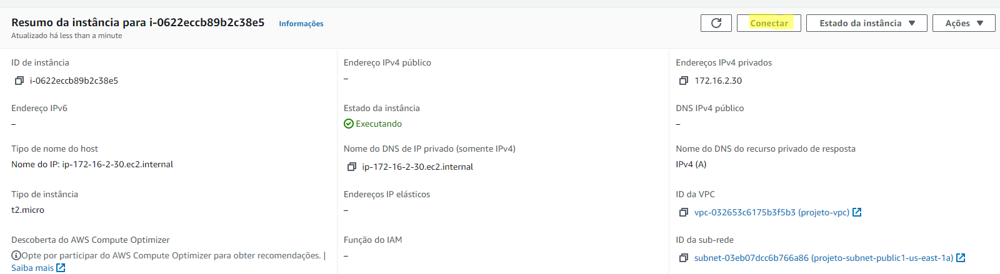 Resumo da instância para i-0622eccb89b2c38e5 Informações
Atualizado há less than a minute
Conectar
Estado da instância
Ações
ID de instância
i-0622eccb89b2c38e5
Endereço IPv4 público
–
Endereços IPv4 privados
172.16.2.30
Endereço IPv6
–
Estado da instância
Executando
DNS IPv4 público
–
Tipo de nome do host
Nome do IP: ip-172-16-2-30.ec2.internal
Nome do DNS de IP privado (somente IPv4)
ip-172-16-2-30.ec2.internal
Nome do DNS do recurso privado de resposta
IPv4 (A)
Tipo de instância
t2.micro
Endereços IP elásticos
–
ID da VPC
vpc-032653c6175b3f5b3 (projeto-vpc)
Descoberta do AWS Compute Optimizer
Opte por participar do AWS Compute Optimizer para obter recomendações. |
Saiba mais
Função do IAM
–
ID da sub-rede
subnet-03eb07dcc6b766a86 (projeto-subnet-public1-us-east-1a)